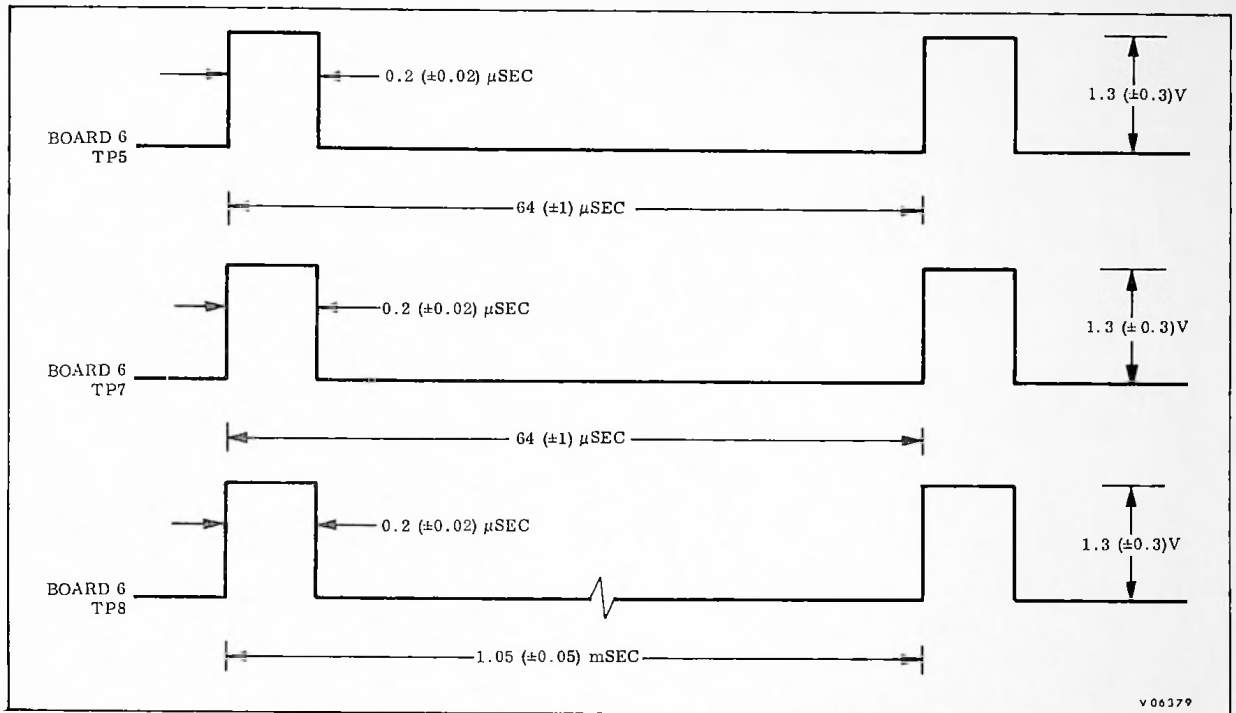 0.2 (±0.02) μSEC
1.3 (±0.3)V
BOARD 6
TP5
64 (±1) μSEC
0.2 (±0.02) μSEC
1.3 (±0.3)V
BOARD 6
TP7
64 (±1) μSEC
0.2 (±0.02) μSEC
1.3 (±0.3)V
BOARD 6
TP8
1.05 (±0.05) mSEC
V06379